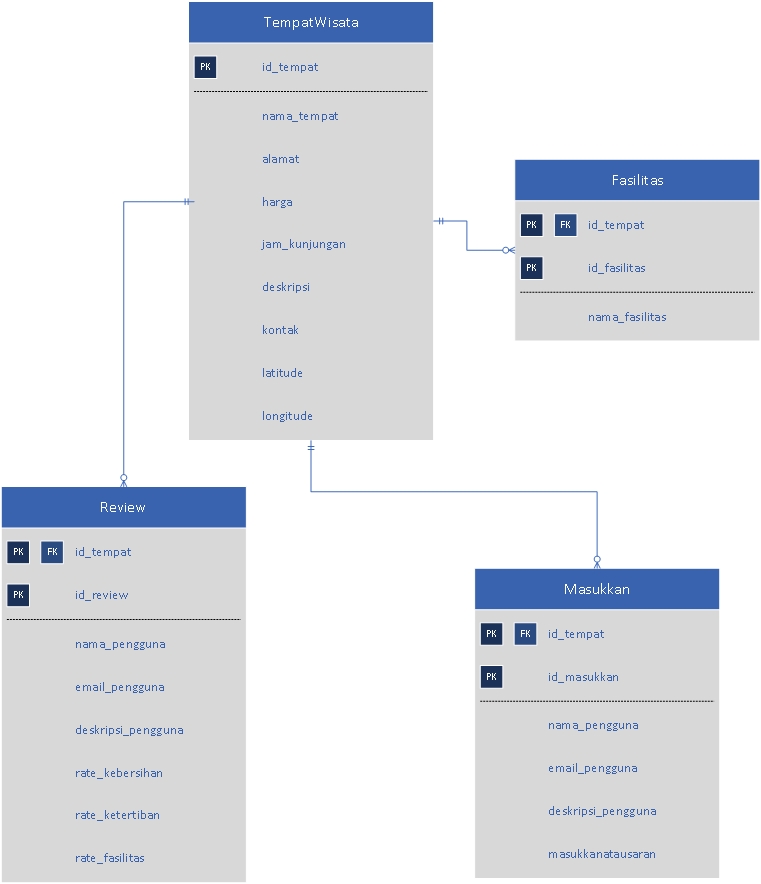 TempatWisata
PK id_tempat
nama_tempat
alamat
harga
jam_kunjungan
deskripsi
kontak
latitude
longitude
Fasilitas
PK FK id_tempat
PK id_fasilitas
nama_fasilitas
Review
PK FK id_tempat
PK id_review
nama_pengguna
email_pengguna
deskripsi_pengguna
rate_kebersihan
rate_ketertiban
rate_fasilitas
Masukkan
PK FK id_tempat
PK id_masukkan
nama_pengguna
email_pengguna
deskripsi_pengguna
masukkanatausaran